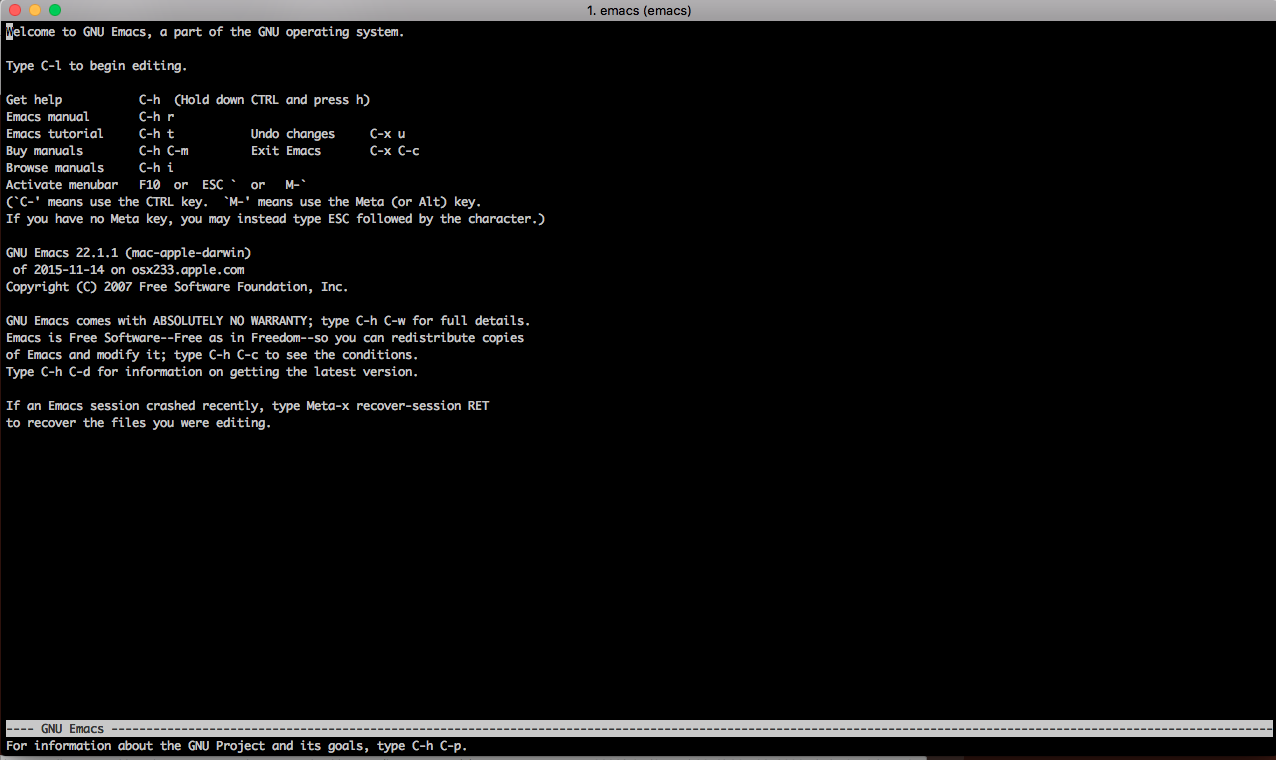 1. emacs (emacs)
Welcome to GNU Emacs, a part of the GNU operating system.
Type C-l to begin editing.
Get help           C-h  (Hold down CTRL and press h)
Emacs manual       C-h r
Emacs tutorial     C-h t           Undo changes     C-x u
Buy manuals        C-h C-m         Exit Emacs       C-x C-c
Browse manuals     C-h i
Activate menubar   F10  or  ESC `  or   M-`
(`C-' means use the CTRL key.  `M-' means use the Meta (or Alt) key.
If you have no Meta key, you may instead type ESC followed by the character.)
GNU Emacs 22.1.1 (mac-apple-darwin)
 of 2015-11-14 on osx233.apple.com
Copyright (C) 2007 Free Software Foundation, Inc.
GNU Emacs comes with ABSOLUTELY NO WARRANTY; type C-h C-w for full details.
Emacs is Free Software--Free as in Freedom--so you can redistribute copies
of Emacs and modify it; type C-h C-c to see the conditions.
Type C-h C-d for information on getting the latest version.
If an Emacs session crashed recently, type Meta-x recover-session RET
to recover the files you were editing.
---- GNU Emacs ----
For information about the GNU Project and its goals, type C-h C-p.